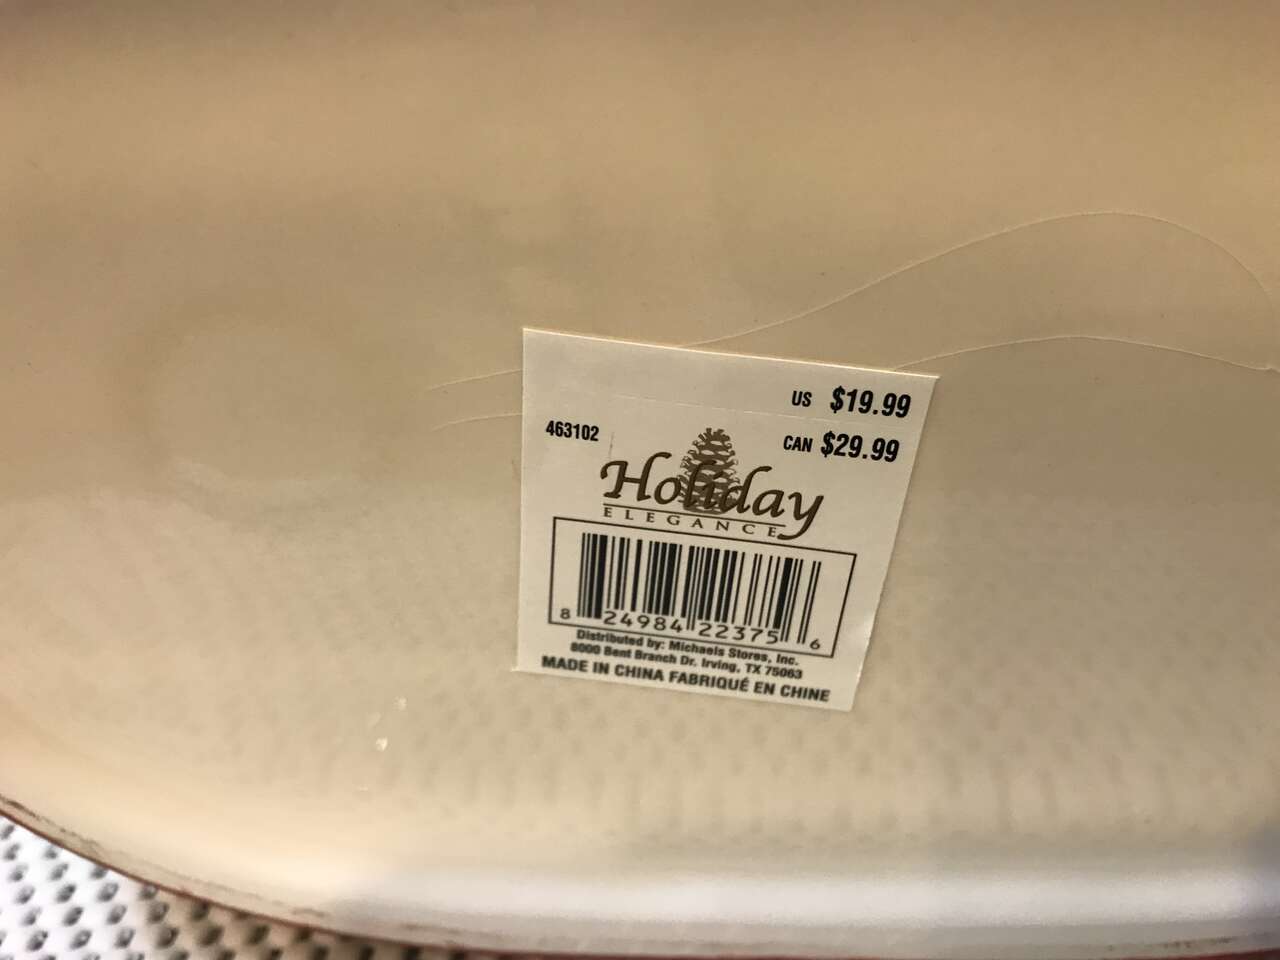 US $19.99
463102
CAN $29.99
Holiday
ELEGANCE
8 24984 22375 6
Distributed by: Michaels Stores, Inc.
8000 Bent Branch Dr. Irving, TX 75063
MADE IN CHINA FABRIQUÉ EN CHINE